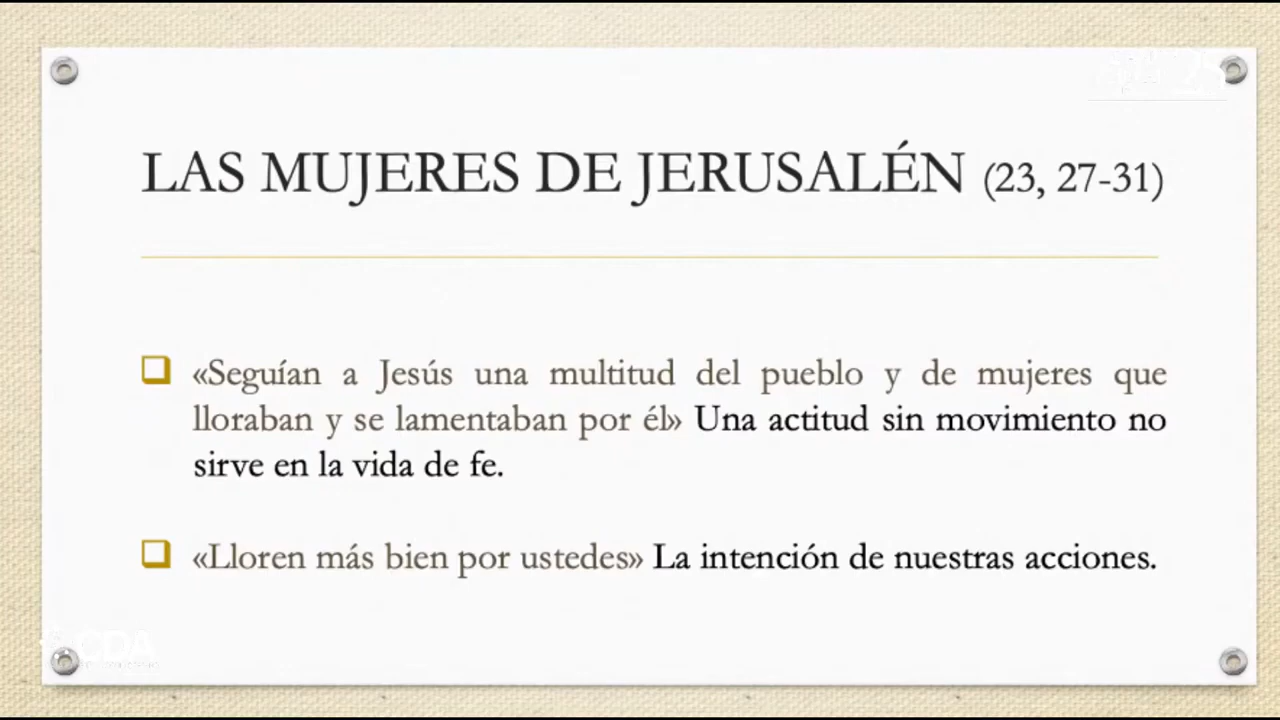 LAS MUJERES DE JERUSALÉN (23, 27-31)
«Seguían a Jesús una multitud del pueblo y de mujeres que
lloraban y se lamentaban por él» Una actitud sin movimiento no
sirve en la vida de fe.
«Lloren más bien por ustedes» La intención de nuestras acciones.
CDA